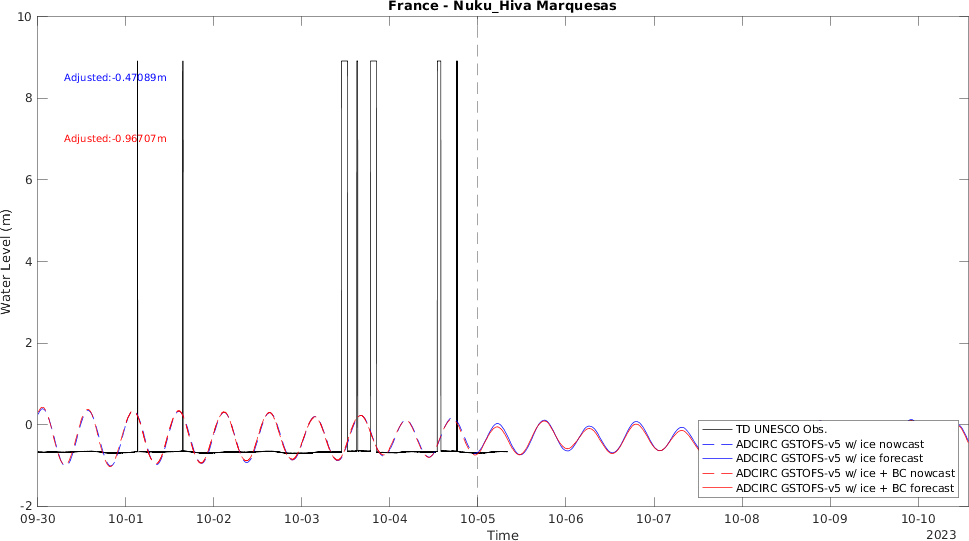 France - Nuku_Hiva Marquesas
10
8
6
4
2
0
-2
Water Level (m)
Adjusted:-0.47089m
Adjusted:-0.96707m
TD UNESCO Obs.
ADCIRC GSTOFS-v5 w/ ice nowcast
ADCIRC GSTOFS-v5 w/ ice forecast
ADCIRC GSTOFS-v5 w/ ice + BC nowcast
ADCIRC GSTOFS-v5 w/ ice + BC forecast
09-30 10-01 10-02 10-03 10-04 10-05 10-06 10-07 10-08 10-09 10-10
2023
Time